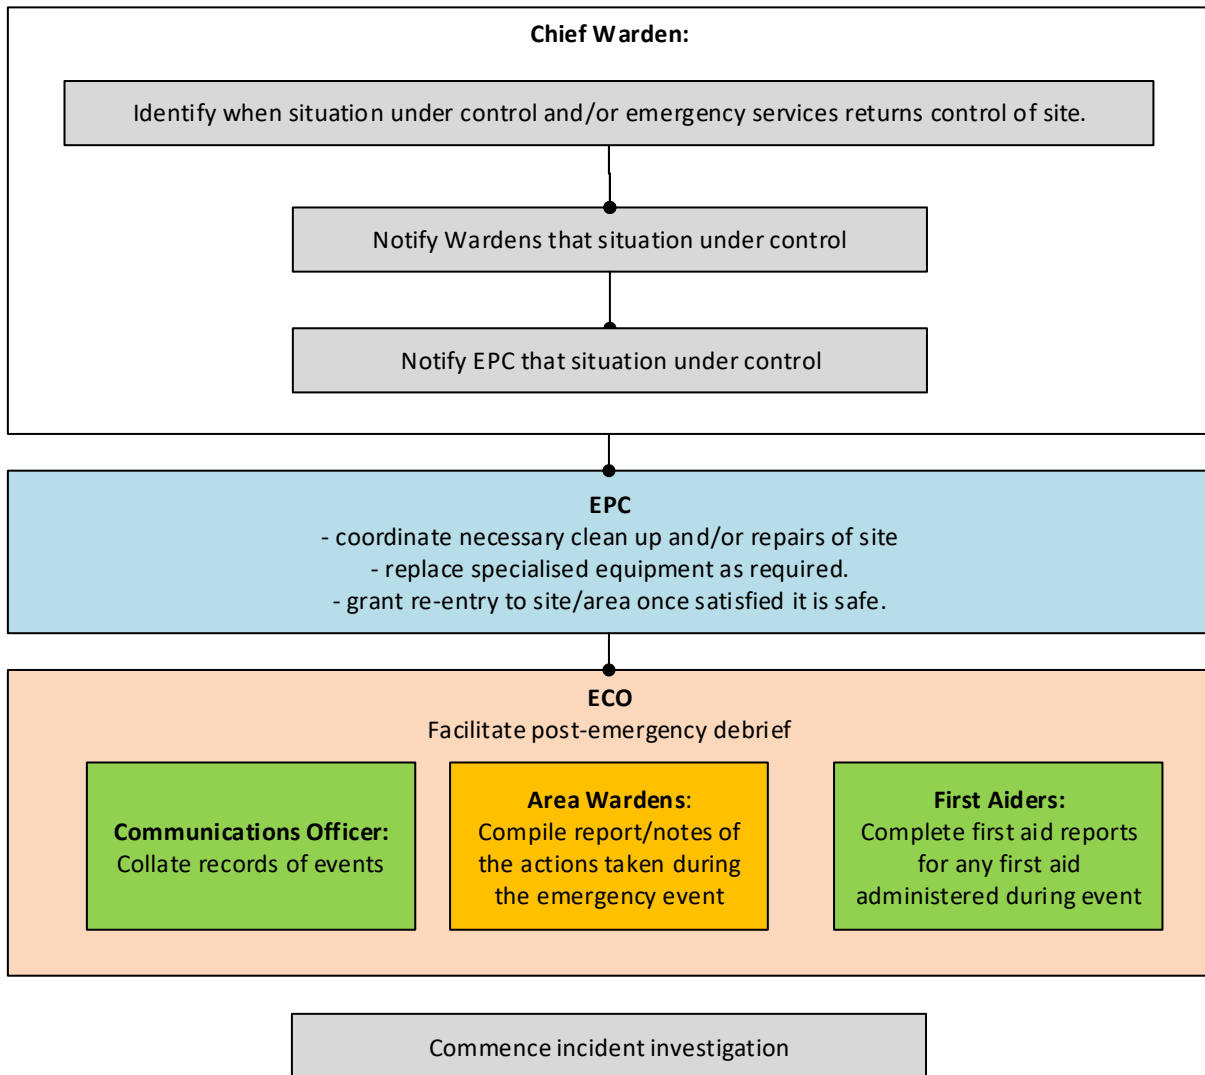 Chief Warden:
Identify when situation under control and/or emergency services returns control of site.
Notify Wardens that situation under control
Notify EPC that situation under control
EPC
- coordinate necessary clean up and/or repairs of site
- replace specialised equipment as required.
- grant re-entry to site/area once satisfied it is safe.
ECO
Facilitate post-emergency debrief
Communications Officer:
Collate records of events
Area Wardens:
Compile report/notes of
the actions taken during
the emergency event
First Aiders:
Complete first aid reports
for any first aid
administered during event
Commence incident investigation